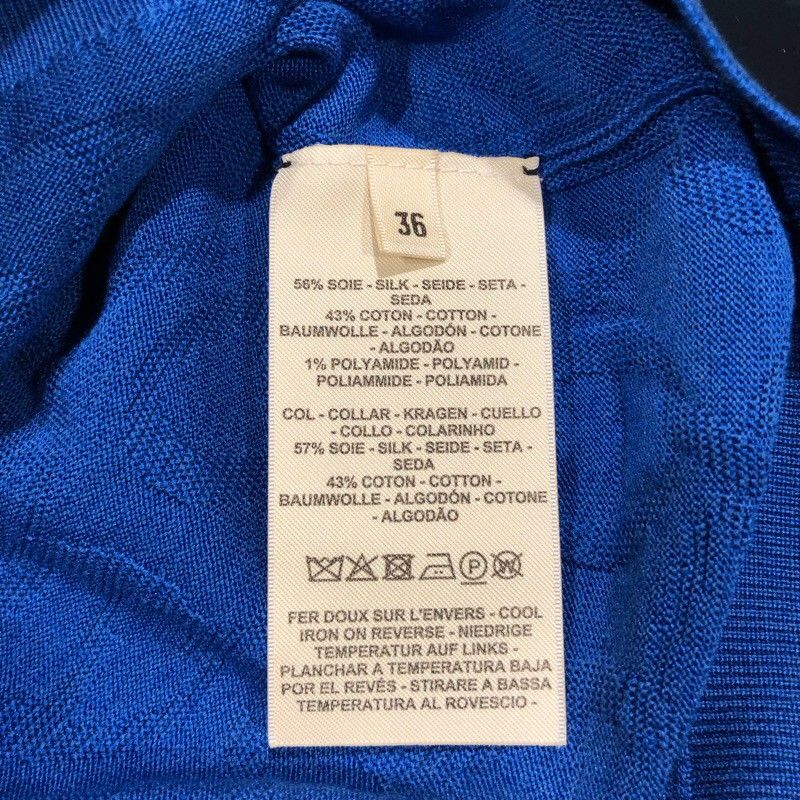 36
56% SOIE - SILK - SEIDE - SETA -
SEDA
43% COTON - COTTON -
BAUMWOLLE - ALGODÓN - COTONE
- ALGODÃO
1% POLYAMIDE - POLYAMID -
POLIAMMIDE - POLIAMIDA
COL - COLLAR - KRAGEN - CUELLO
- COLLO - COLARINHO
57% SOIE - SILK - SEIDE - SETA -
SEDA
43% COTON - COTTON -
BAUMWOLLE - ALGODÓN - COTONE
- ALGODÃO
P W
FER DOUX SUR L'ENVERS - COOL
IRON ON REVERSE - NIEDRIGE
TEMPERATUR AUF LINKS -
PLANCHAR A TEMPERATURA BAJA
POR EL REVÉS - STIRARE A BASSA
TEMPERATURA AL ROVESCIO -